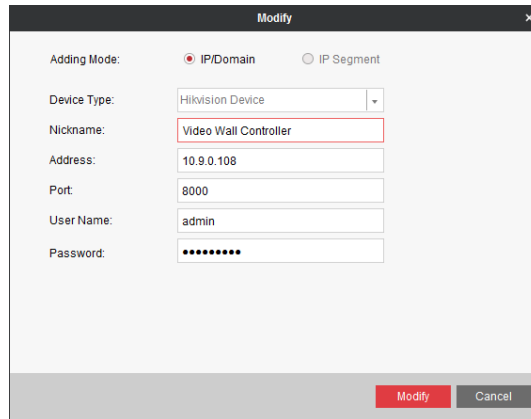 Modify
Adding Mode: IP/Domain IP Segment
Device Type: Hikvision Device
Nickname: Video Wall Controller
Address: 10.9.0.108
Port: 8000
User Name: admin
Password: •••••••••
Modify Cancel